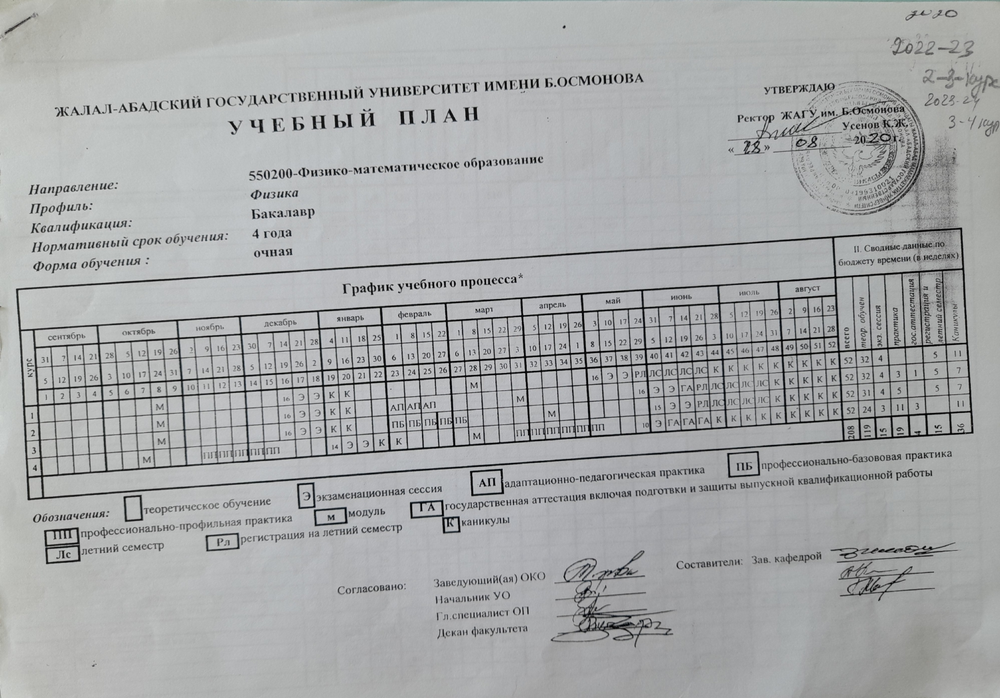 2020
2022-23
2-3-курс
2023-24
3-4 курс
ЖАЛАЛ-АБАДСКИЙ ГОСУДАРСТВЕННЫЙ УНИВЕРСИТЕТ ИМЕНИ Б.ОСМОНОВА
УЧЕБНЫЙ ПЛАН
УТВЕРЖДАЮ
Ректор ЖАГУ им. Б.Осмонова
Усенов К.Ж.
« 28 » 08 2020 г.
Направление: 550200-Физико-математическое образование
Профиль: Физика
Квалификация: Бакалавр
Нормативный срок обучения: 4 года
Форма обучения : очная
График учебного процесса*
II. Сводные данные по
бюджету времени (в неделях)
курс сентябрь октябрь ноябрь декабрь январь февраль март апрель май июнь июль август всего теор. обучен экз. сессия практика гос.аттестация регистрация и летний семестр Каникулы
31 7 14 21 28 5 12 19 26 2 9 16 23 30 7 14 21 28 4 11 18 25 1 8 15 22 1 8 15 22 29 5 12 19 26 3 10 17 24 31 7 14 21 28 5 12 19 26 2 9 16 23
5 12 19 26 3 10 17 24 31 7 14 21 28 5 12 19 26 2 9 16 23 30 6 13 20 27 6 13 20 27 3 10 17 24 1 8 15 22 29 5 12 19 26 3 10 17 24 31 7 14 21 28
1 2 3 4 5 6 7 8 9 10 11 12 13 14 15 16 17 18 19 20 21 22 23 24 25 26 27 28 29 30 31 32 33 34 35 36 37 38 39 40 41 42 43 44 45 46 47 48 49 50 51 52
1 М 16 Э Э К К М 16 Э Э РЛ ЛС ЛС ЛС ЛС К К К К К К К К 52 32 4 5 11
2 М 16 Э Э К К АП АП АП М 16 Э Э ГА РЛ ЛС ЛС ЛС ЛС К К К К 52 32 4 3 1 5 7
3 М 16 Э Э К К ПБ ПБ ПБ ПБ ПБ М 15 Э Э РЛ ЛС ЛС ЛС ЛС К К К К 52 31 4 5 5 7
4 М ПП ПП ПП ПП ПП 14 Э Э К К М ПП ПП ПП ПП ПП ПП 10 Э ГА ГА ГА К К К К К К К К 52 24 3 11 3 11
208 119 15 19 4 15 36
Обозначения: теоретическое обучение Э экзаменационная сессия АП адаптационно-педагогическая практика ПБ профессионально-базововая практика
ПП профессионально-профильная практика м модуль ГА государственная аттестация включая подготвки и защиты выпускной квалификационной работы
Лс летний семестр Рл регистрация на летний семестр К каникулы
Согласовано: Заведующий(ая) ОКО
Начальник УО
Гл.специалист ОП
Декан факультета
Составители: Зав. кафедрой